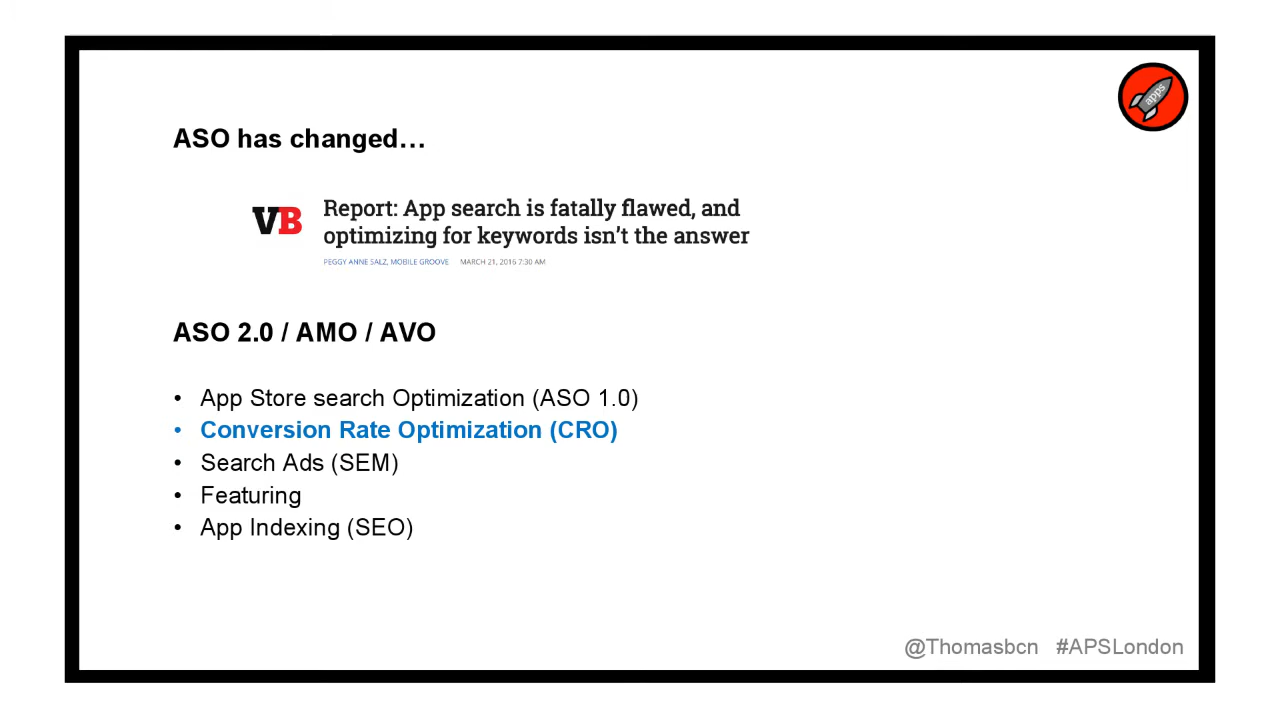 apps
ASO has changed…
VB
Report: App search is fatally flawed, and
optimizing for keywords isn't the answer
PEGGY ANNE SALZ, MOBILE GROOVE MARCH 21, 2016 7:30 AM
ASO 2.0 / AMO / AVO
• App Store search Optimization (ASO 1.0)
• Conversion Rate Optimization (CRO)
• Search Ads (SEM)
• Featuring
• App Indexing (SEO)
@Thomasbcn #APSLondon